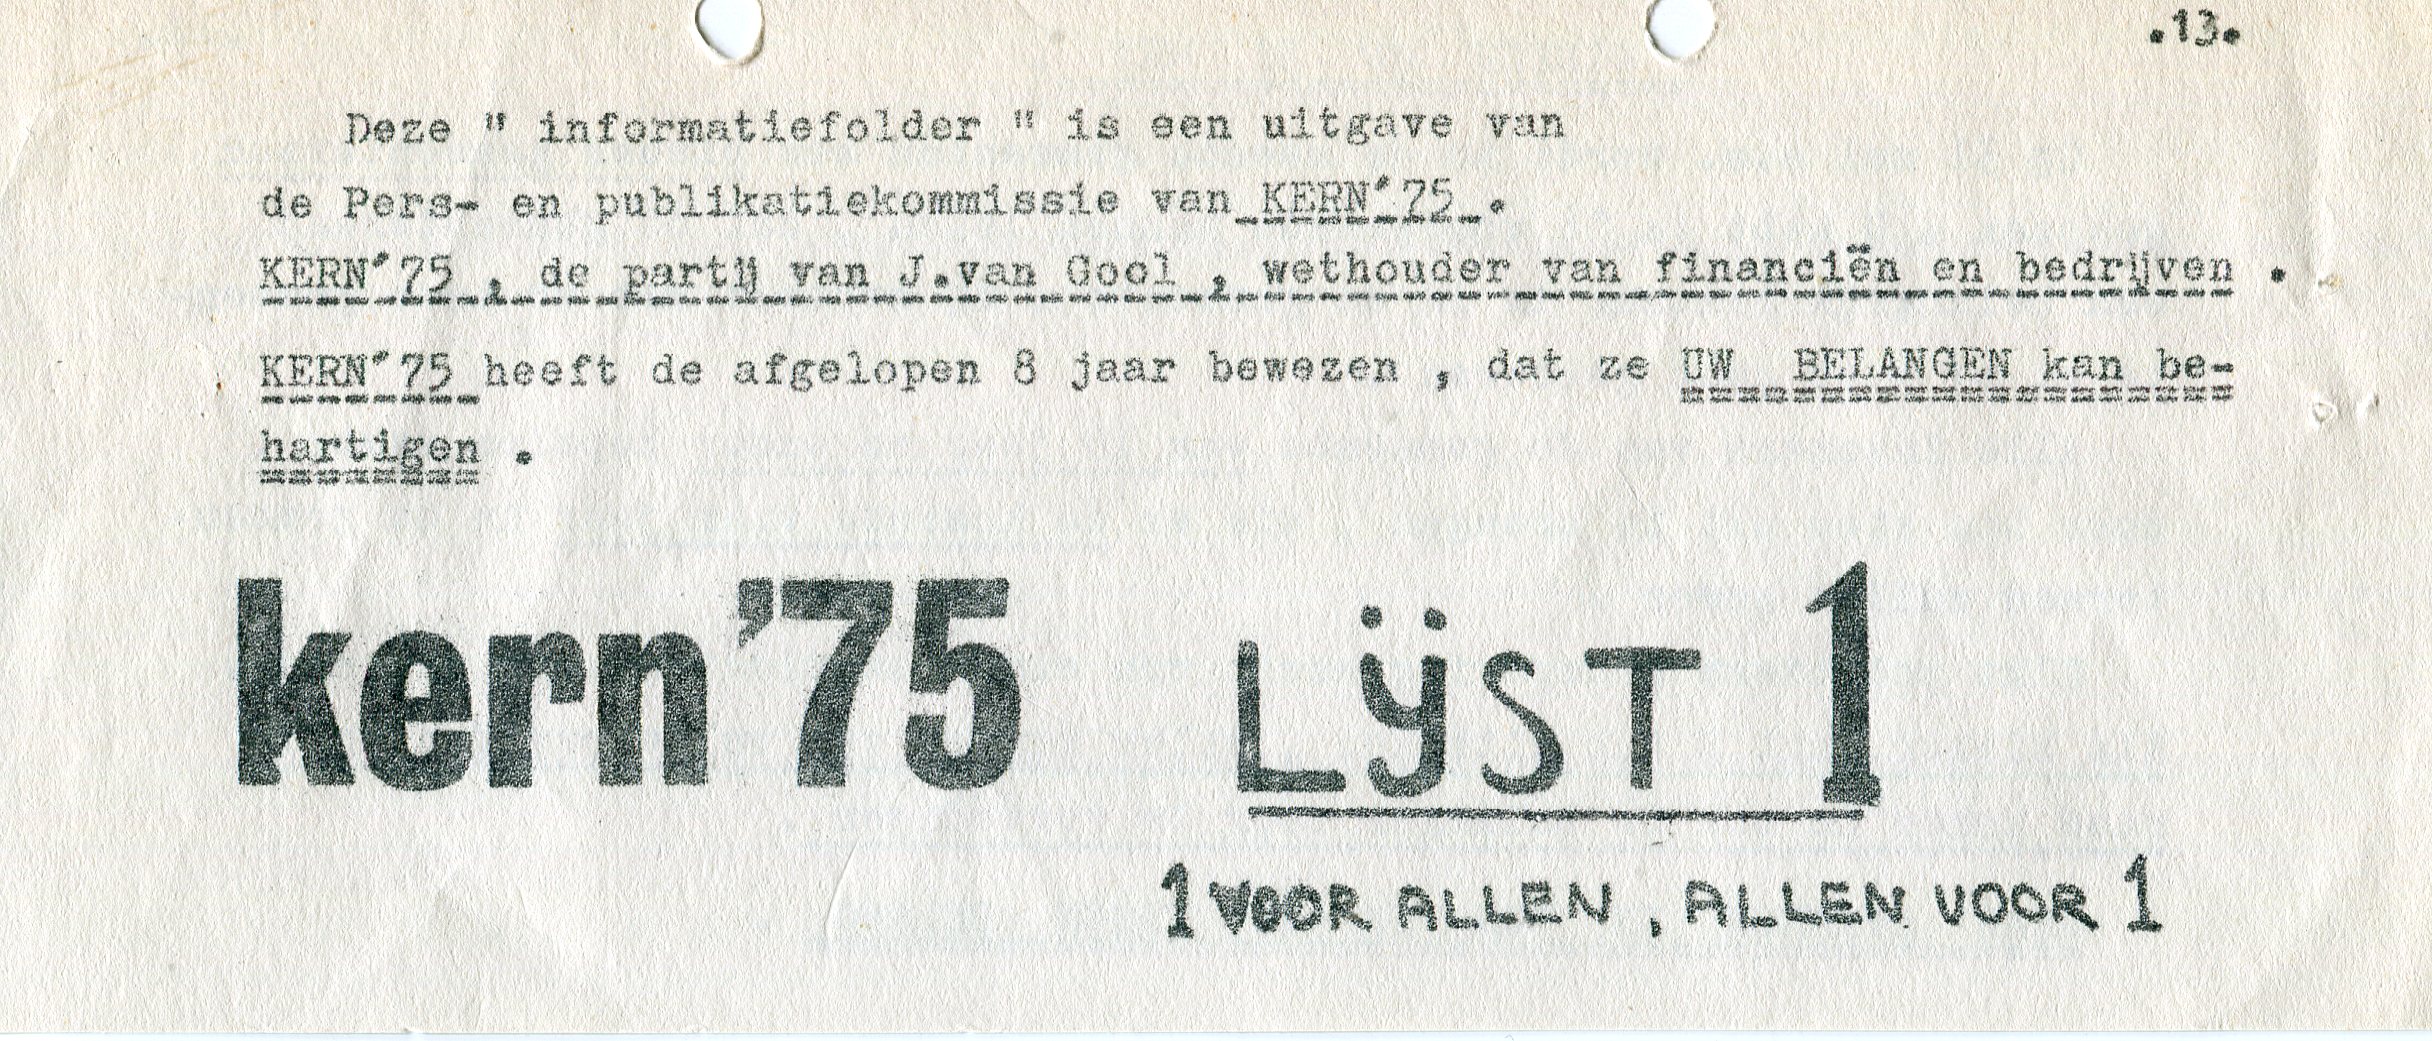 .13.
Deze " informatiefolder " is een uitgave van
de Pers- en publikatiekommissie van KERN'75 .
KERN'75 , de partij van J.van Gool , wethouder van financiën en bedrijven .
KERN'75 heeft de afgelopen 8 jaar bewezen , dat ze UW BELANGEN kan be-
hartigen .
kern'75 LijST 1
1 VOOR ALLEN , ALLEN VOOR 1